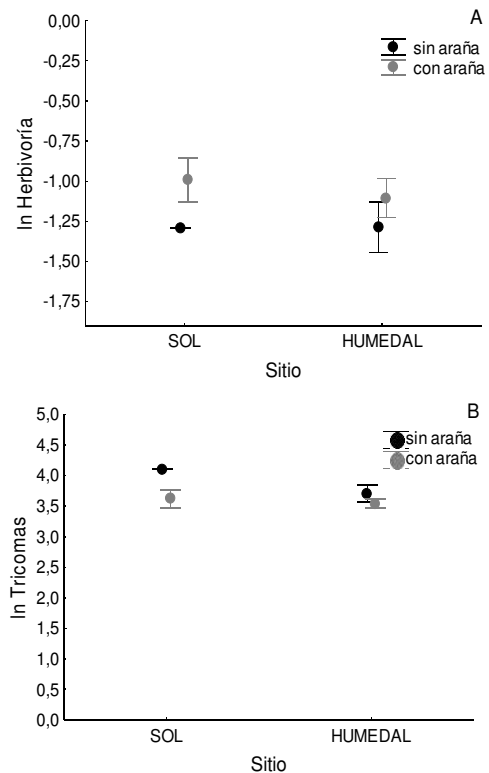 A
0,00
-0,25
-0,50
-0,75
-1,00
-1,25
-1,50
-1,75
ln Herbivoría
sin araña
con araña
SOL
HUMEDAL
Sitio
B
5,0
4,5
4,0
3,5
3,0
2,5
2,0
1,5
1,0
0,5
0,0
ln Tricomas
sin araña
con araña
SOL
HUMEDAL
Sitio